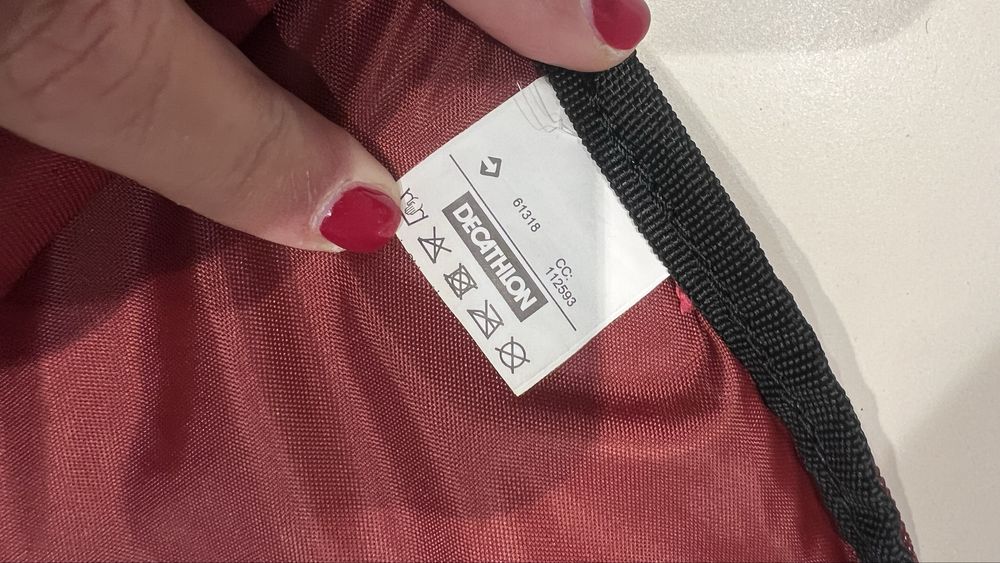 61318
CC:
112593
DECATHLON